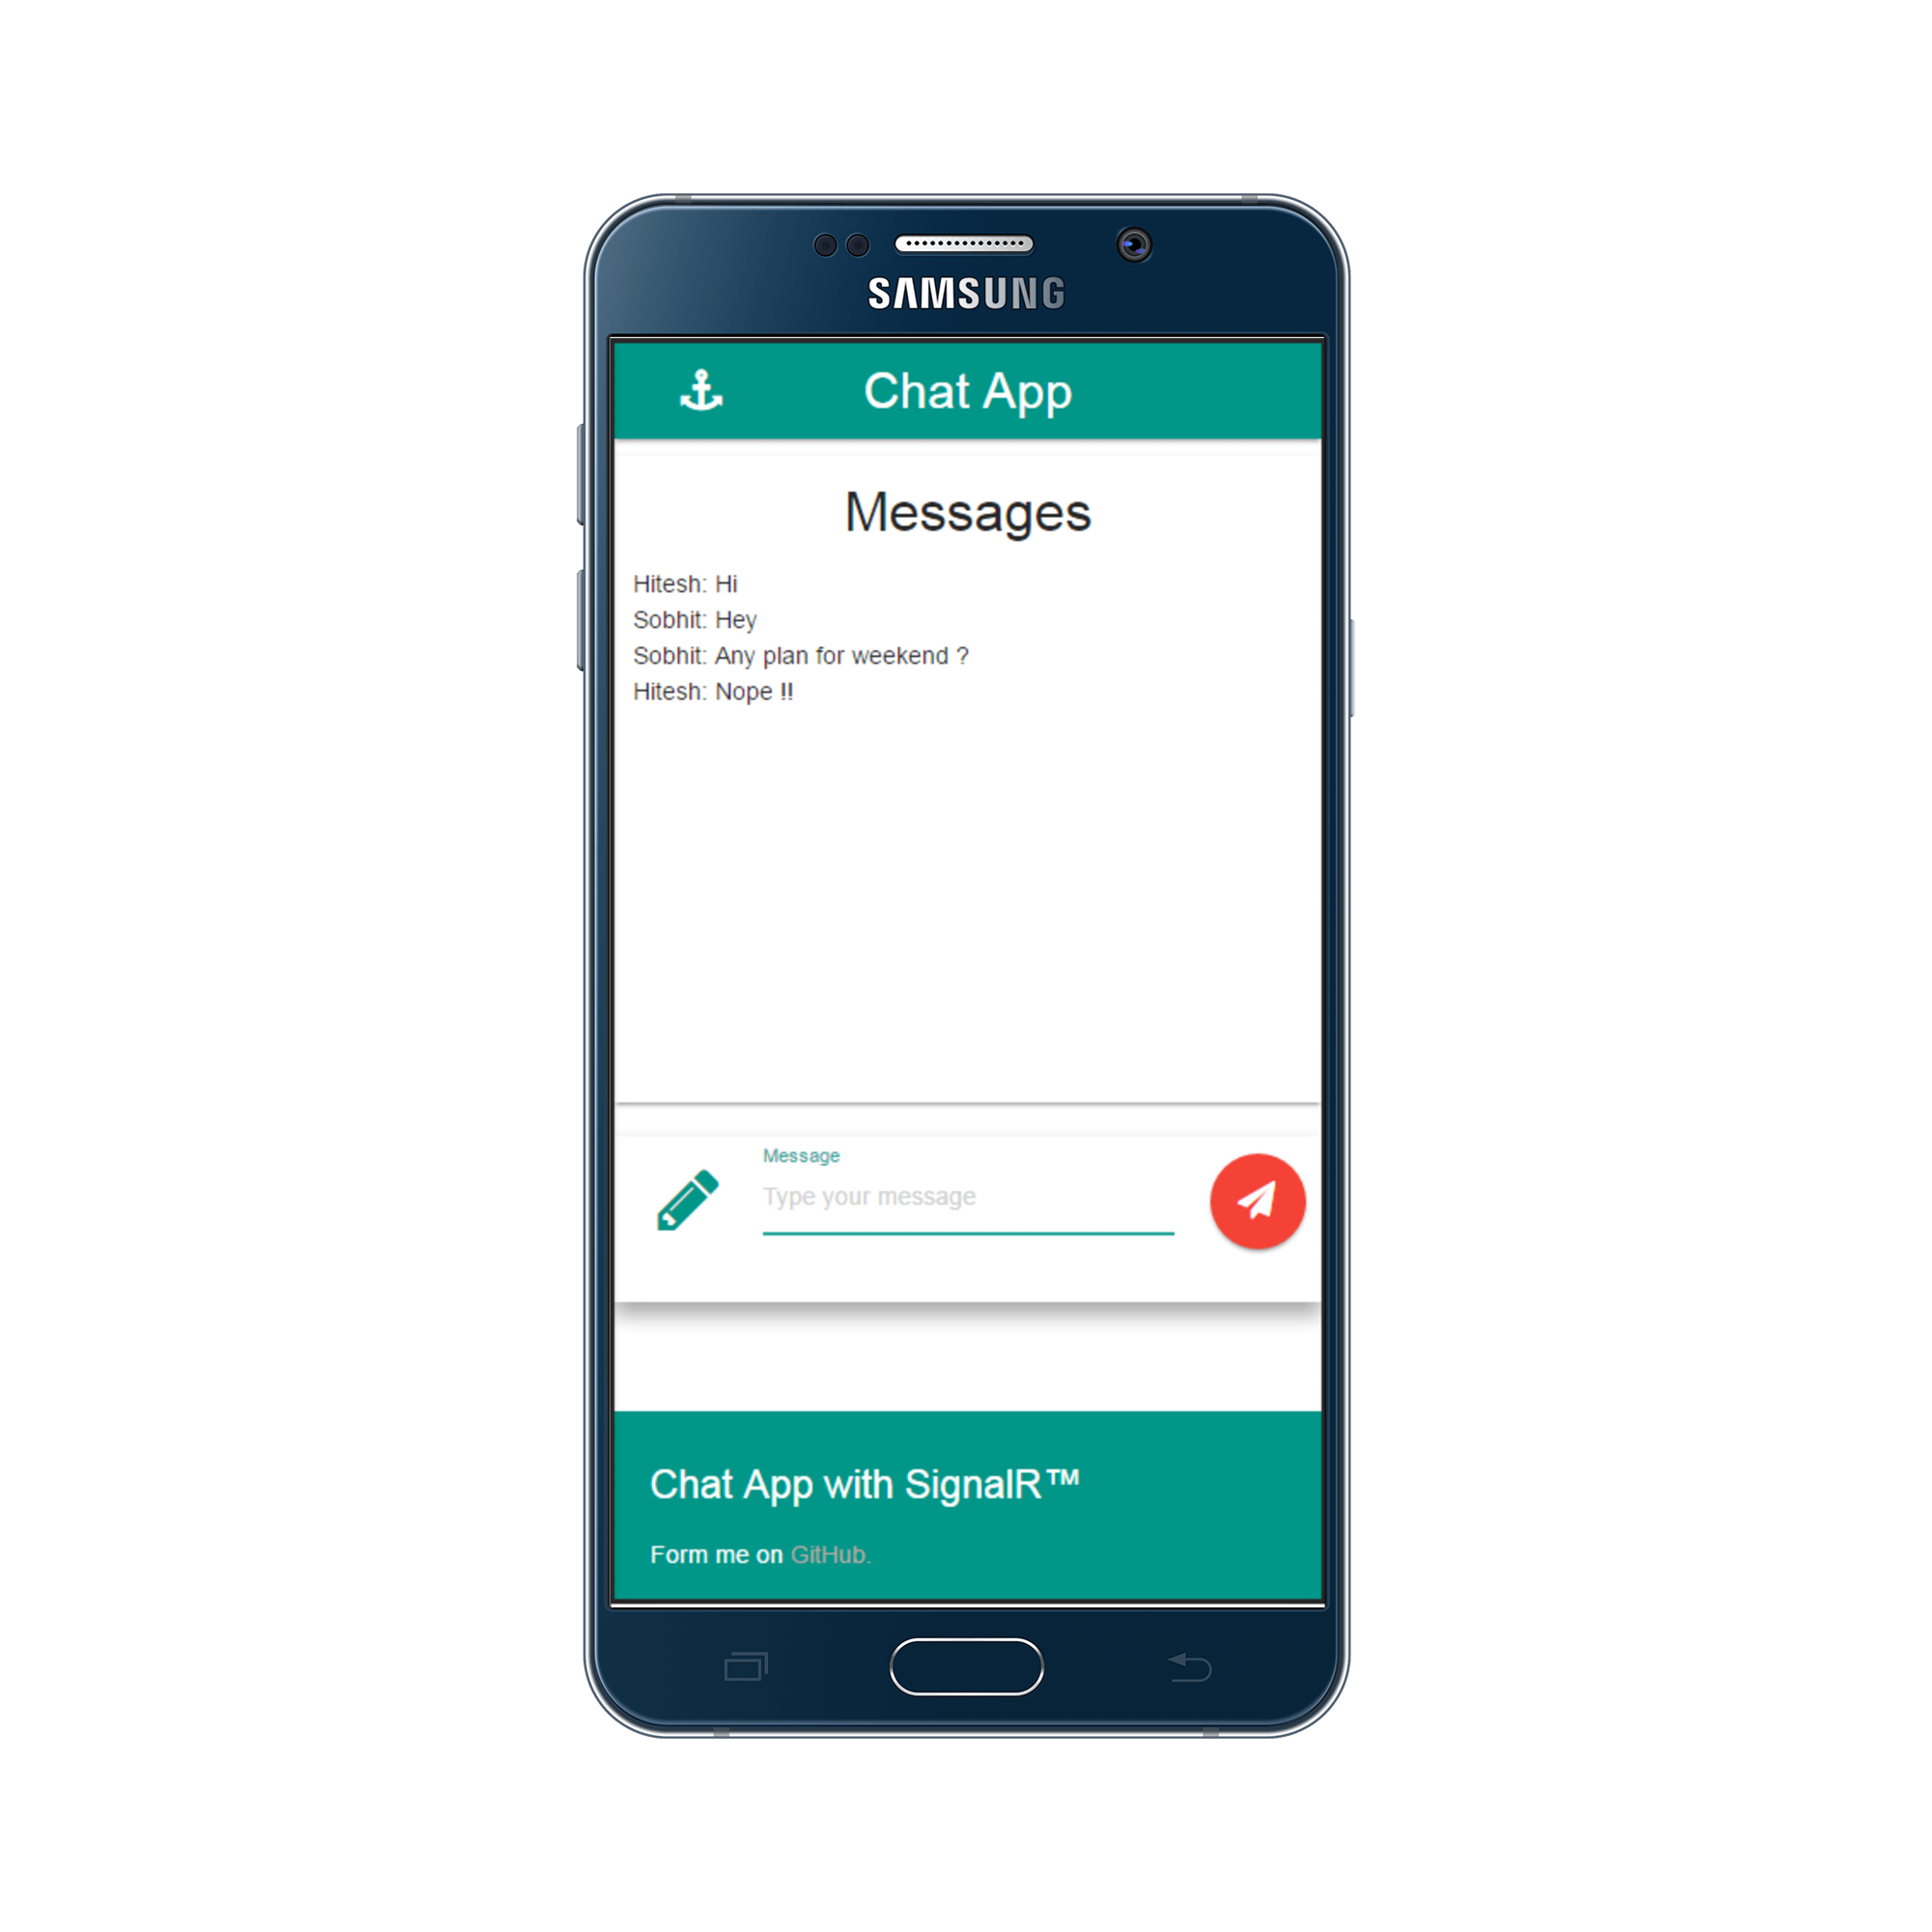 SAMSUNG
Chat App
Messages
Hitesh: Hi
Sobhit: Hey
Sobhit: Any plan for weekend ?
Hitesh: Nope !!
Message
Type your message
Chat App with SignalR™
Form me on GitHub.